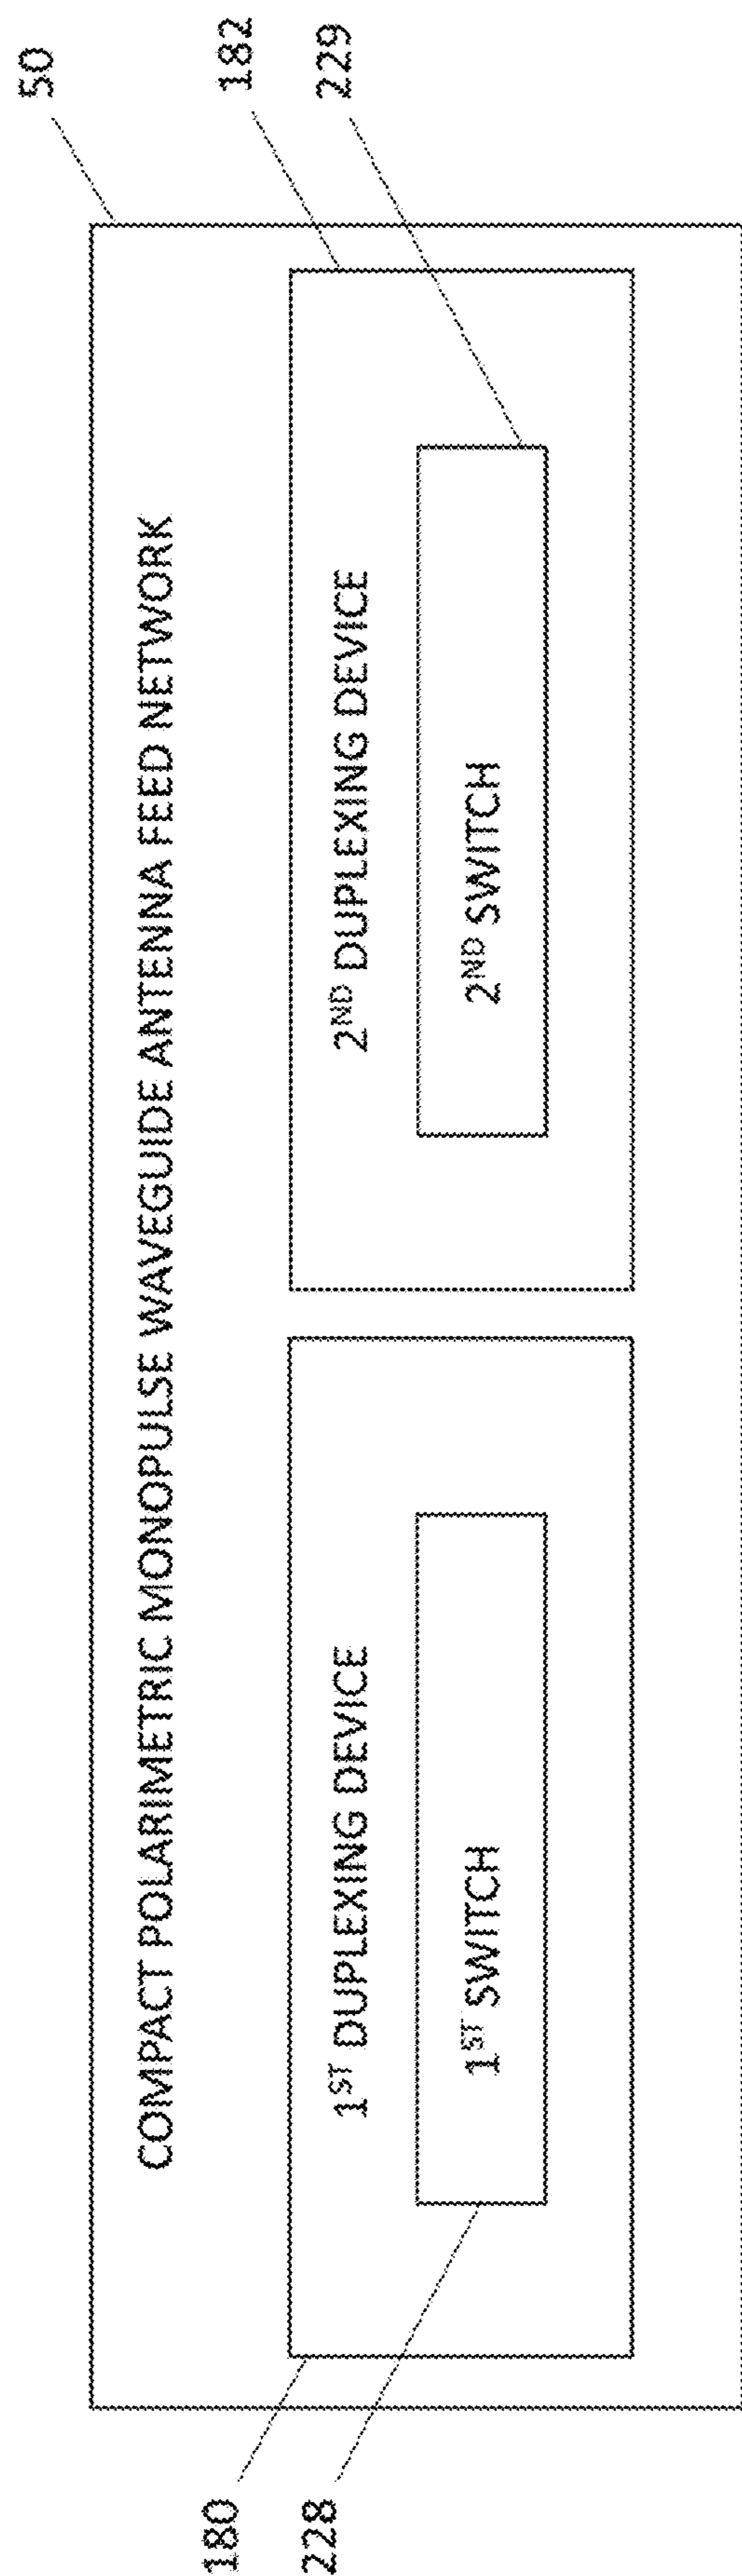 50
182
229
COMPACT POLARIMETRIC MONOPULSE WAVEGUIDE ANTENNA FEED NETWORK
1ST DUPLEXING DEVICE
2ND DUPLEXING DEVICE
1ST SWITCH
2ND SWITCH
180
228